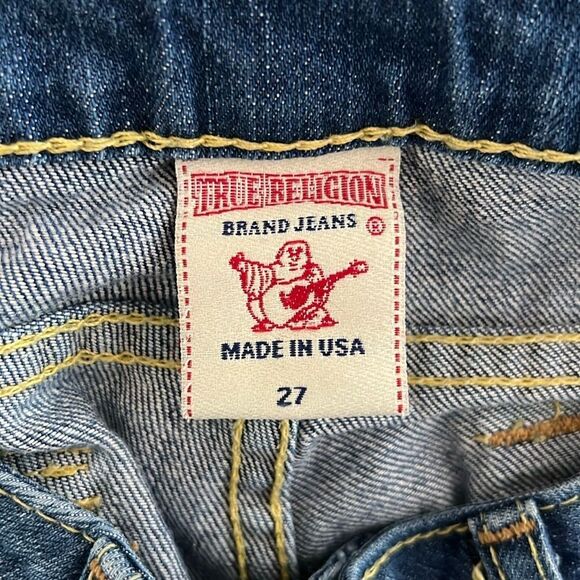 TRUE RELIGION
BRAND JEANS ®
MADE IN USA
27